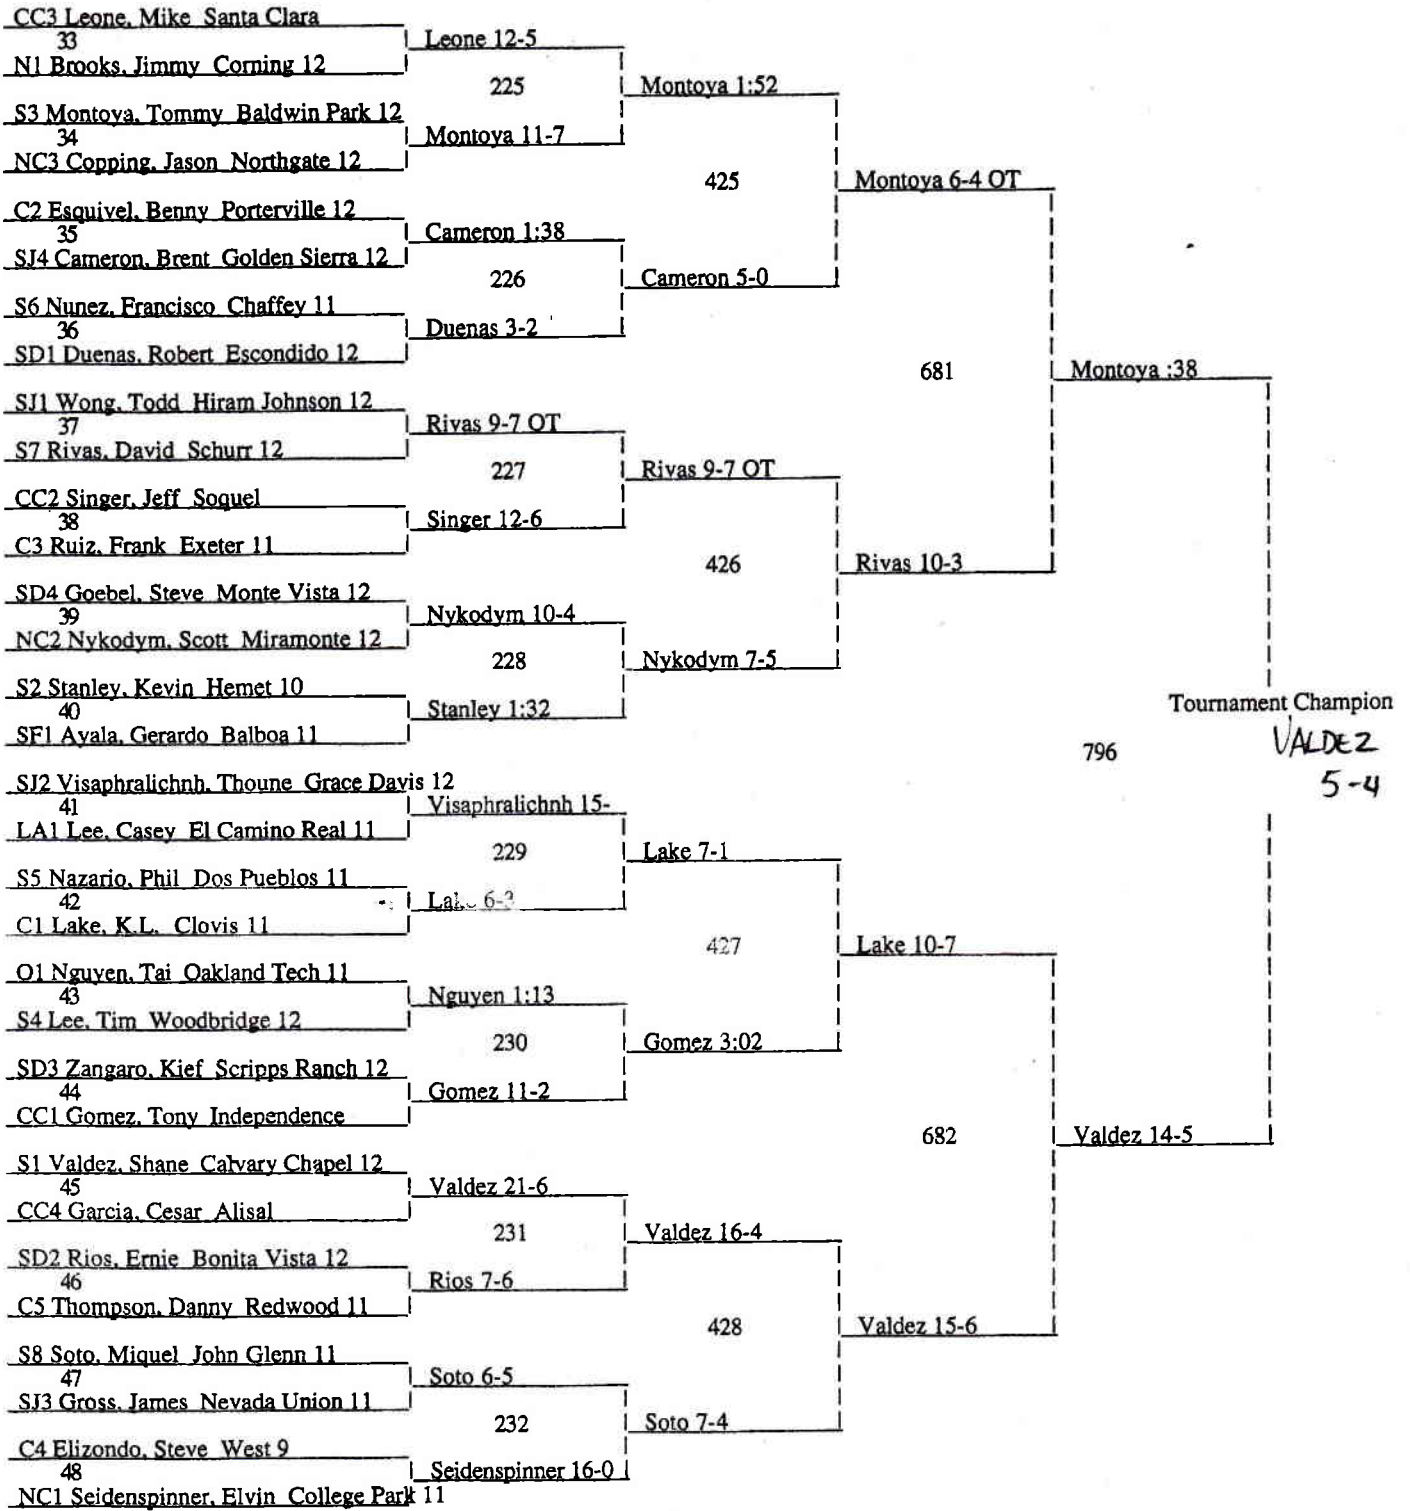 CC3 Leone, Mike Santa Clara
33
N1 Brooks, Jimmy Corning 12
S3 Montoya, Tommy Baldwin Park 12
34
NC3 Copping, Jason Northgate 12
C2 Esquivel, Benny Porterville 12
35
SJ4 Cameron, Brent Golden Sierra 12
S6 Nunez, Francisco Chaffey 11
36
SD1 Duenas, Robert Escondido 12
SJ1 Wong, Todd Hiram Johnson 12
37
S7 Rivas, David Schurr 12
CC2 Singer, Jeff Soquel
38
C3 Ruiz, Frank Exeter 11
SD4 Goebel, Steve Monte Vista 12
39
NC2 Nykodym, Scott Miramonte 12
S2 Stanley, Kevin Hemet 10
40
SF1 Ayala, Gerardo Balboa 11
SJ2 Visaphralichnh, Thoune Grace Davis 12
41
LA1 Lee, Casey El Camino Real 11
S5 Nazario, Phil Dos Pueblos 11
42
C1 Lake, K.L. Clovis 11
O1 Nguyen, Tai Oakland Tech 11
43
S4 Lee, Tim Woodbridge 12
SD3 Zangaro, Kief Scripps Ranch 12
44
CC1 Gomez, Tony Independence
S1 Valdez, Shane Calvary Chapel 12
45
CC4 Garcia, Cesar Alisal
SD2 Rios, Ernie Bonita Vista 12
46
C5 Thompson, Danny Redwood 11
S8 Soto, Miquel John Glenn 11
47
SJ3 Gross, James Nevada Union 11
C4 Elizondo, Steve West 9
48
NC1 Seidenspinner, Elvin College Park 11
Leone 12-5
225
Montoya 11-7
Cameron 1:38
226
Duenas 3-2
Rivas 9-7 OT
227
Singer 12-6
Nykodym 10-4
228
Stanley 1:32
Visaphralichnh 15-
229
Lake 6-3
Nguyen 1:13
230
Gomez 11-2
Valdez 21-6
231
Rios 7-6
Soto 6-5
232
Seidenspinner 16-0
Montoya 1:52
425
Cameron 5-0
Rivas 9-7 OT
426
Nykodym 7-5
Lake 7-1
427
Gomez 3:02
Valdez 16-4
428
Soto 7-4
Montoya 6-4 OT
681
Rivas 10-3
Lake 10-7
682
Valdez 15-6
Montoya :38
796
Valdez 14-5
Tournament Champion
VALDEZ
5-4